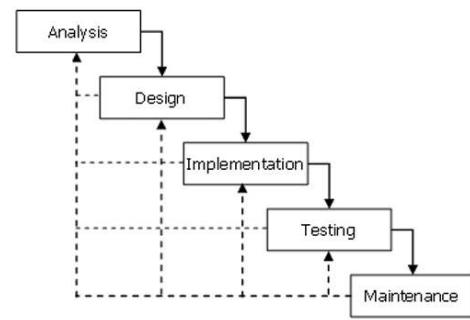 Analysis
Design
Implementation
Testing
Maintenance